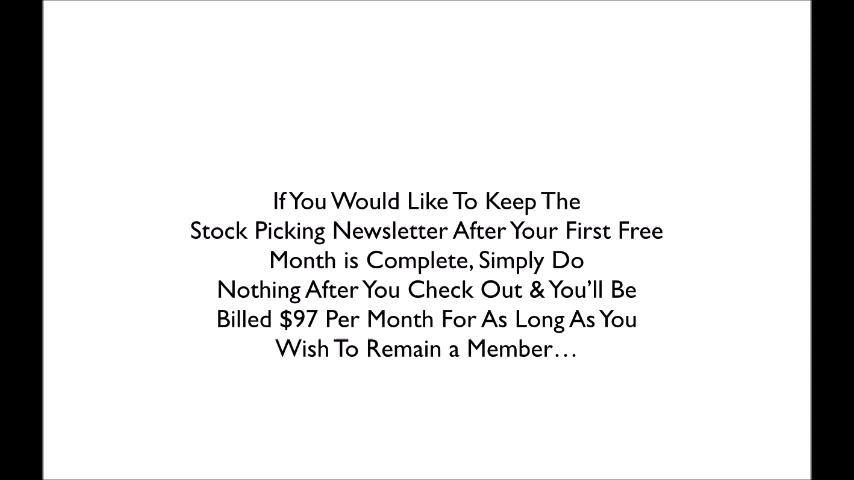 If You Would Like To Keep The
Stock Picking Newsletter After Your First Free
Month is Complete, Simply Do
Nothing After You Check Out & You’ll Be
Billed $97 Per Month For As Long As You
Wish To Remain a Member…